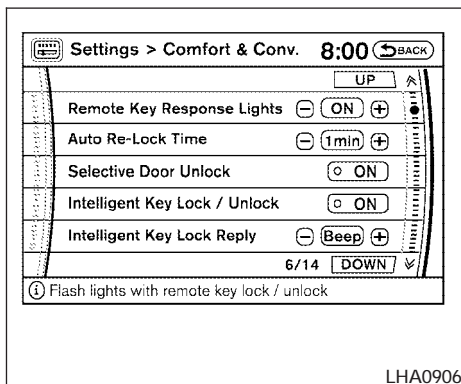 Settings > Comfort & Conv. 8:00 BACK
UP
Remote Key Response Lights ON
Auto Re-Lock Time 1min
Selective Door Unlock ON
Intelligent Key Lock / Unlock ON
Intelligent Key Lock Reply Beep
6/14 DOWN
Flash lights with remote key lock / unlock
LHA0906